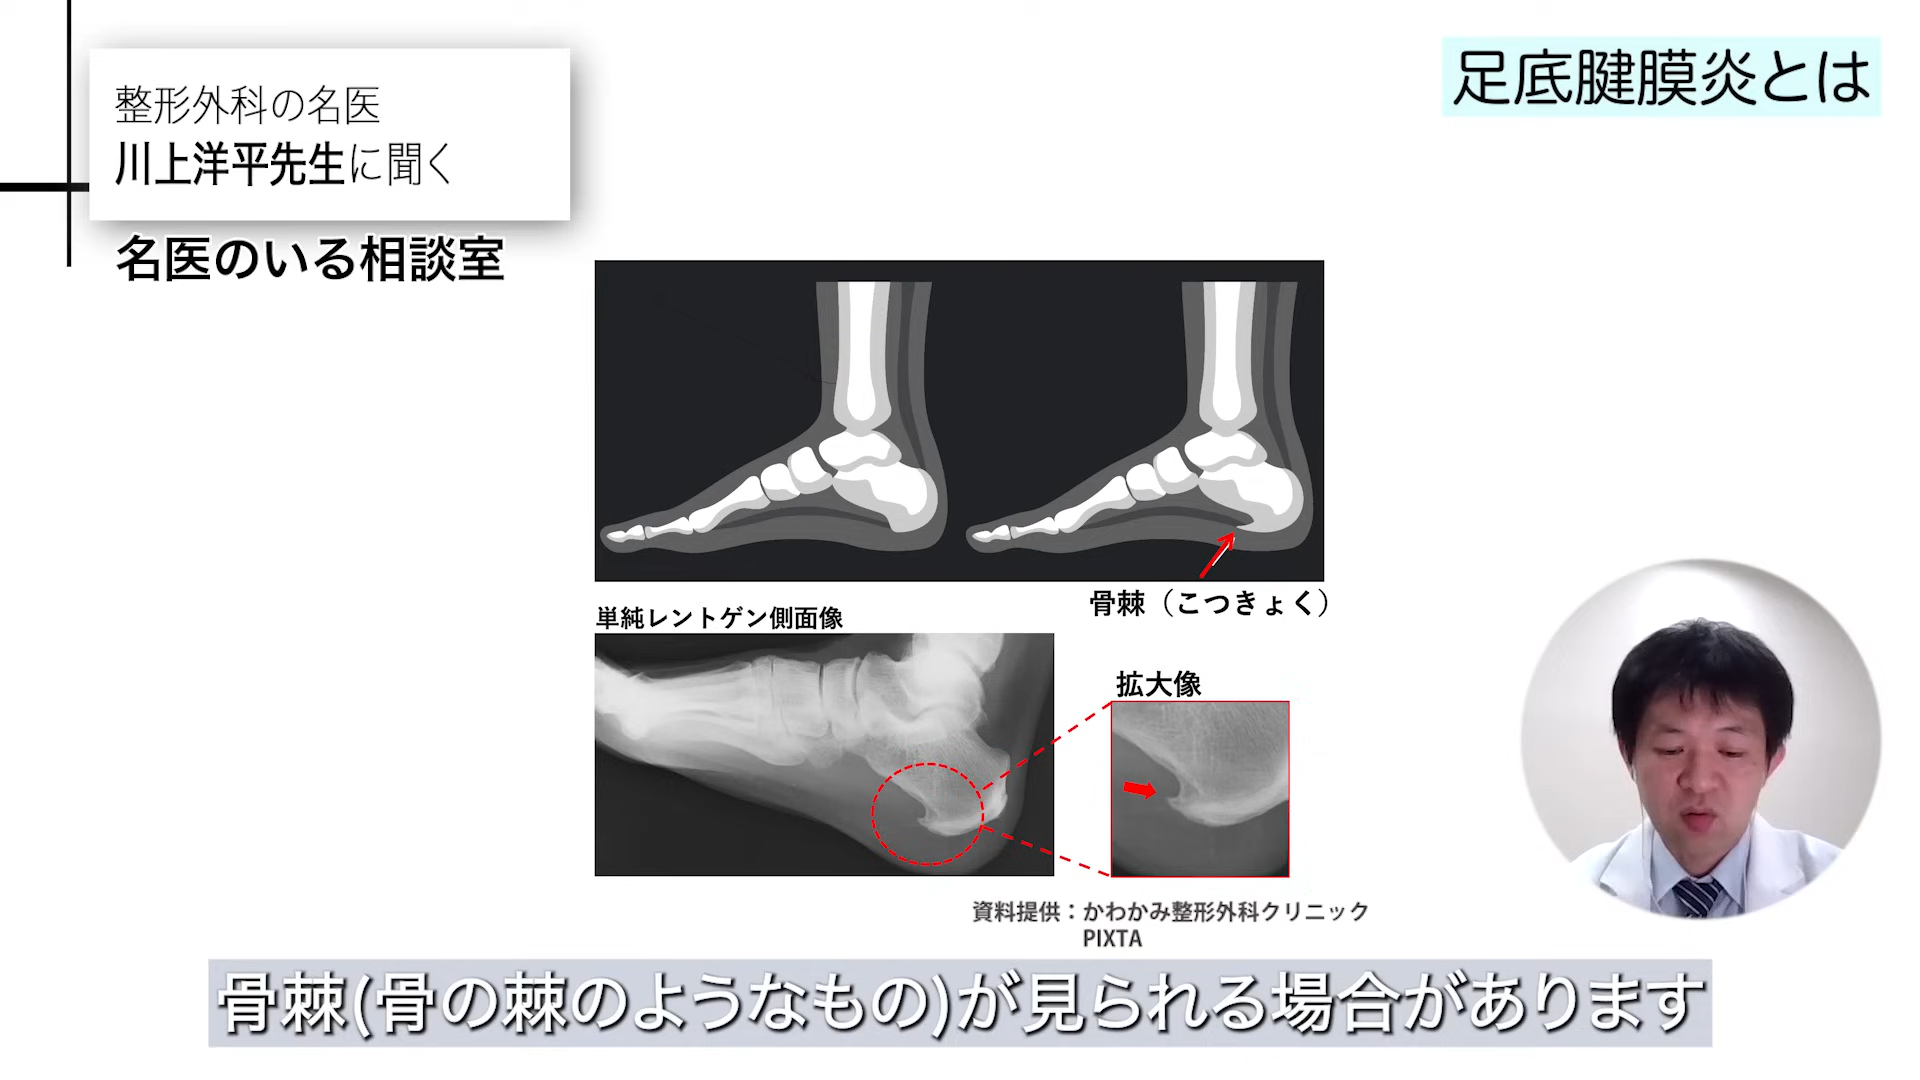 整形外科の名医
川上洋平先生に聞く
名医のいる相談室
足底腱膜炎とは
骨棘（こつきょく）
単純レントゲン側面像
拡大像
資料提供：かわかみ整形外科クリニック
PIXTA
骨棘(骨の棘のようなもの)が見られる場合があります